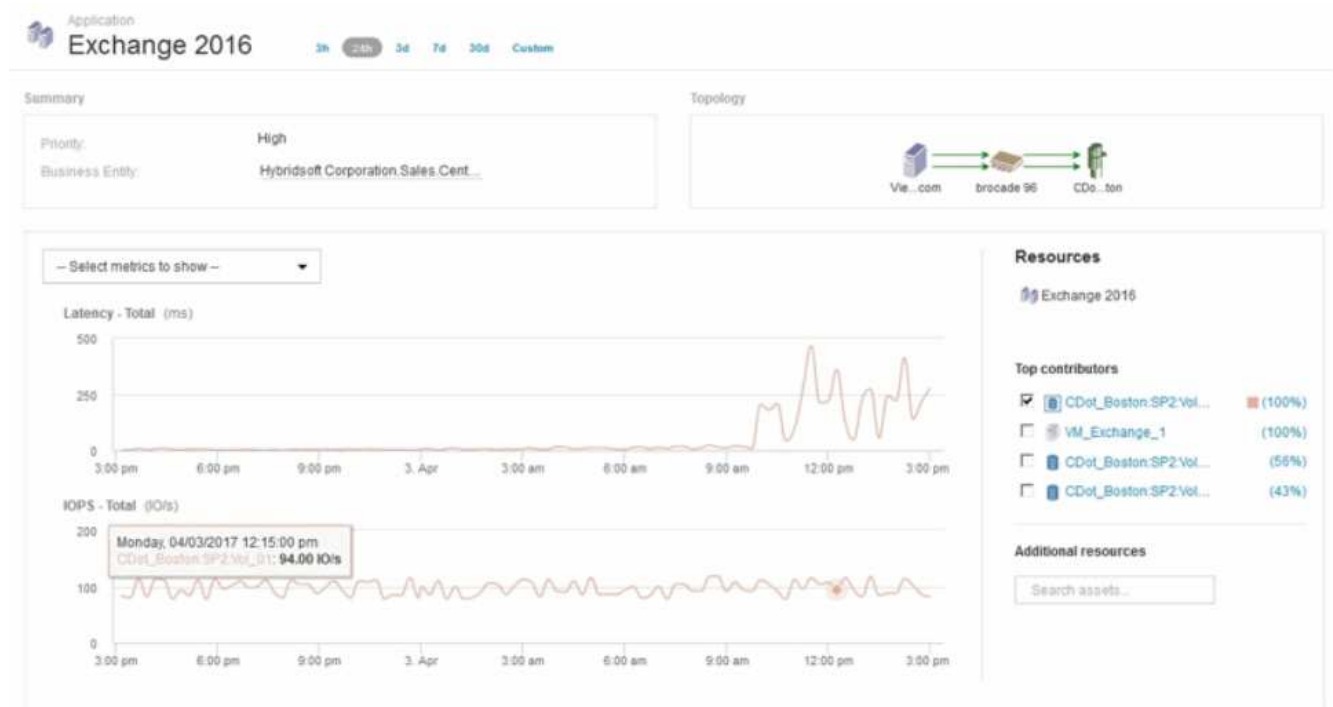 Application
Exchange 2016
3h 24h 3d 7d 30d Custom
Summary
Priority: High
Business Entity: Hybridsoft Corporation.Sales.Cent...
Topology
Vie...com brocade 96 CDo...ton
-- Select metrics to show --
Latency - Total (ms)
500
250
0
3:00 pm 6:00 pm 9:00 pm 3. Apr 3:00 am 6:00 am 9:00 am 12:00 pm 3:00 pm
IOPS - Total (IO/s)
200
Monday, 04/03/2017 12:15:00 pm
CDot_Boston:SP2:Vol_01: 94.00 IO/s
100
0
3:00 pm 6:00 pm 9:00 pm 3. Apr 3:00 am 6:00 am 9:00 am 12:00 pm 3:00 pm
Resources
Exchange 2016
Top contributors
CDot_Boston:SP2:Vol... (100%)
VM_Exchange_1 (100%)
CDot_Boston:SP2:Vol... (56%)
CDot_Boston:SP2:Vol... (43%)
Additional resources
Search assets...